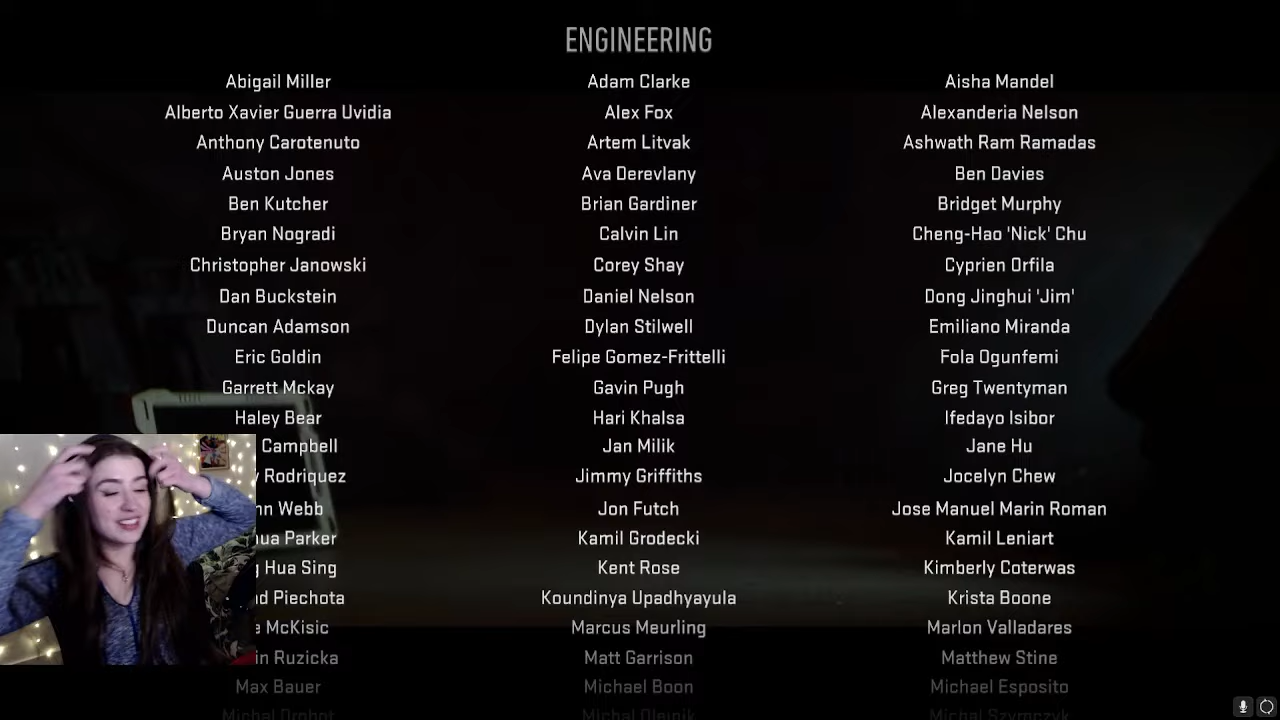 ENGINEERING
Abigail Miller Adam Clarke Aisha Mandel
Alberto Xavier Guerra Uvidia Alex Fox Alexanderia Nelson
Anthony Carotenuto Artem Litvak Ashwath Ram Ramadas
Auston Jones Ava Derevlany Ben Davies
Ben Kutcher Brian Gardiner Bridget Murphy
Bryan Nogradi Calvin Lin Cheng-Hao 'Nick' Chu
Christopher Janowski Corey Shay Cyprien Orfila
Dan Buckstein Daniel Nelson Dong Jinghui 'Jim'
Duncan Adamson Dylan Stilwell Emiliano Miranda
Eric Goldin Felipe Gomez-Frittelli Fola Ogunfemi
Garrett Mckay Gavin Pugh Greg Twentyman
Haley Bear Hari Khalsa Ifedayo Isibor
Campbell Jan Milik Jane Hu
Rodriquez Jimmy Griffiths Jocelyn Chew
Webb Jon Futch Jose Manuel Marin Roman
Parker Kamil Grodecki Kamil Leniart
Hua Sing Kent Rose Kimberly Coterwas
Piechota Koundinya Upadhyayula Krista Boone
McKisic Marcus Meurling Marlon Valladares
Ruzicka Matt Garrison Matthew Stine
Max Bauer Michael Boon Michael Esposito
Michal Drobot Michal Olejnik Michal Szymczyk